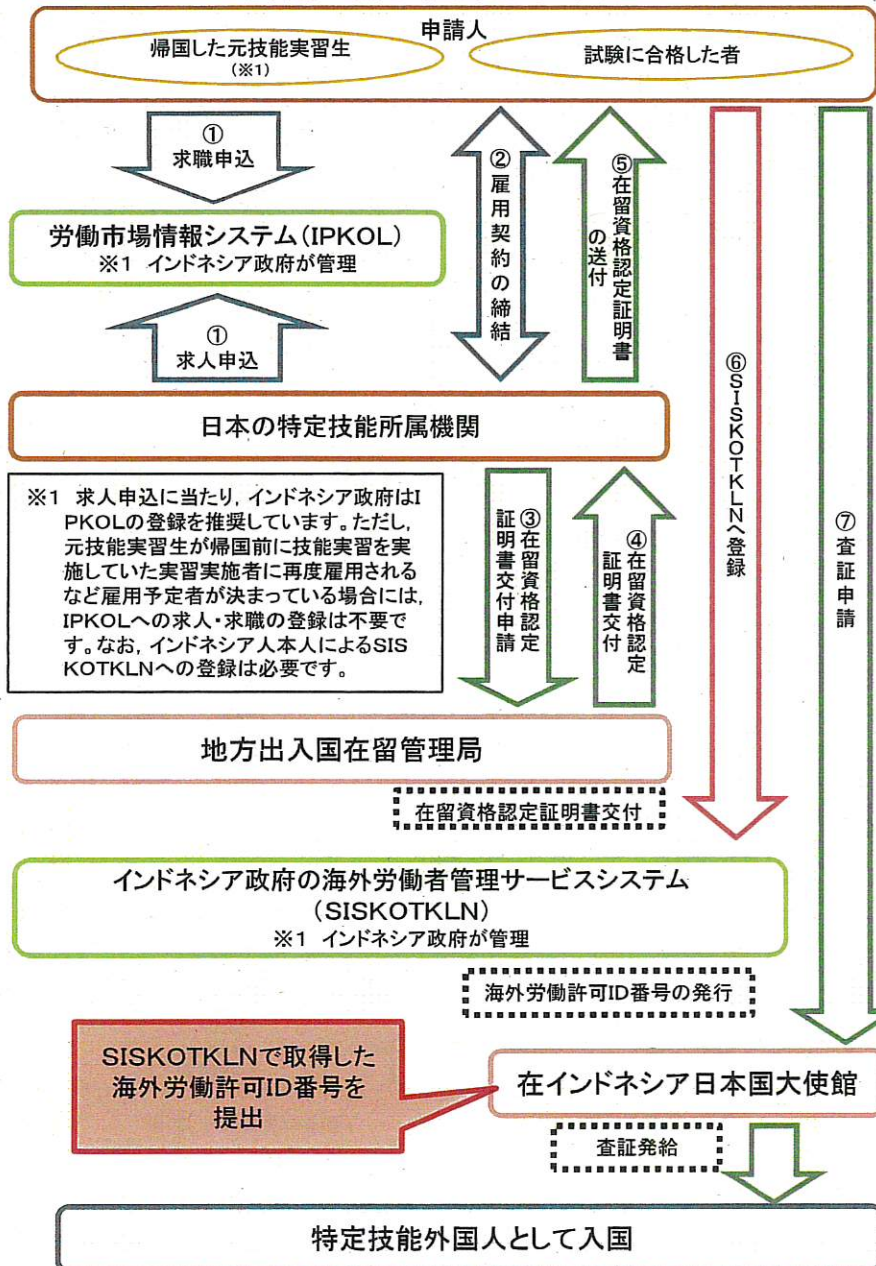 申請人
帰国した元技能実習生
(※1)
試験に合格した者
①
求職申込
②雇用契約の締結
⑤在留資格認定証明書
の送付
労働市場情報システム(IPKOL)
※1 インドネシア政府が管理
①
求人申込
⑥SISKOTKLNへ登録
⑦査証申請
日本の特定技能所属機関
※1 求人申込に当たり,インドネシア政府はI
PKOLの登録を推奨しています。ただし,
元技能実習生が帰国前に技能実習を実
施していた実習実施者に再度雇用される
など雇用予定者が決まっている場合には,
IPKOLへの求人・求職の登録は不要で
す。なお,インドネシア人本人によるSIS
KOTKLNへの登録は必要です。
③在留資格認定
証明書交付申請
④在留資格認定
証明書交付
地方出入国在留管理局
在留資格認定証明書交付
インドネシア政府の海外労働者管理サービスシステム
(SISKOTKLN)
※1 インドネシア政府が管理
海外労働許可ID番号の発行
SISKOTKLNで取得した
海外労働許可ID番号を
提出
在インドネシア日本国大使館
査証発給
特定技能外国人として入国